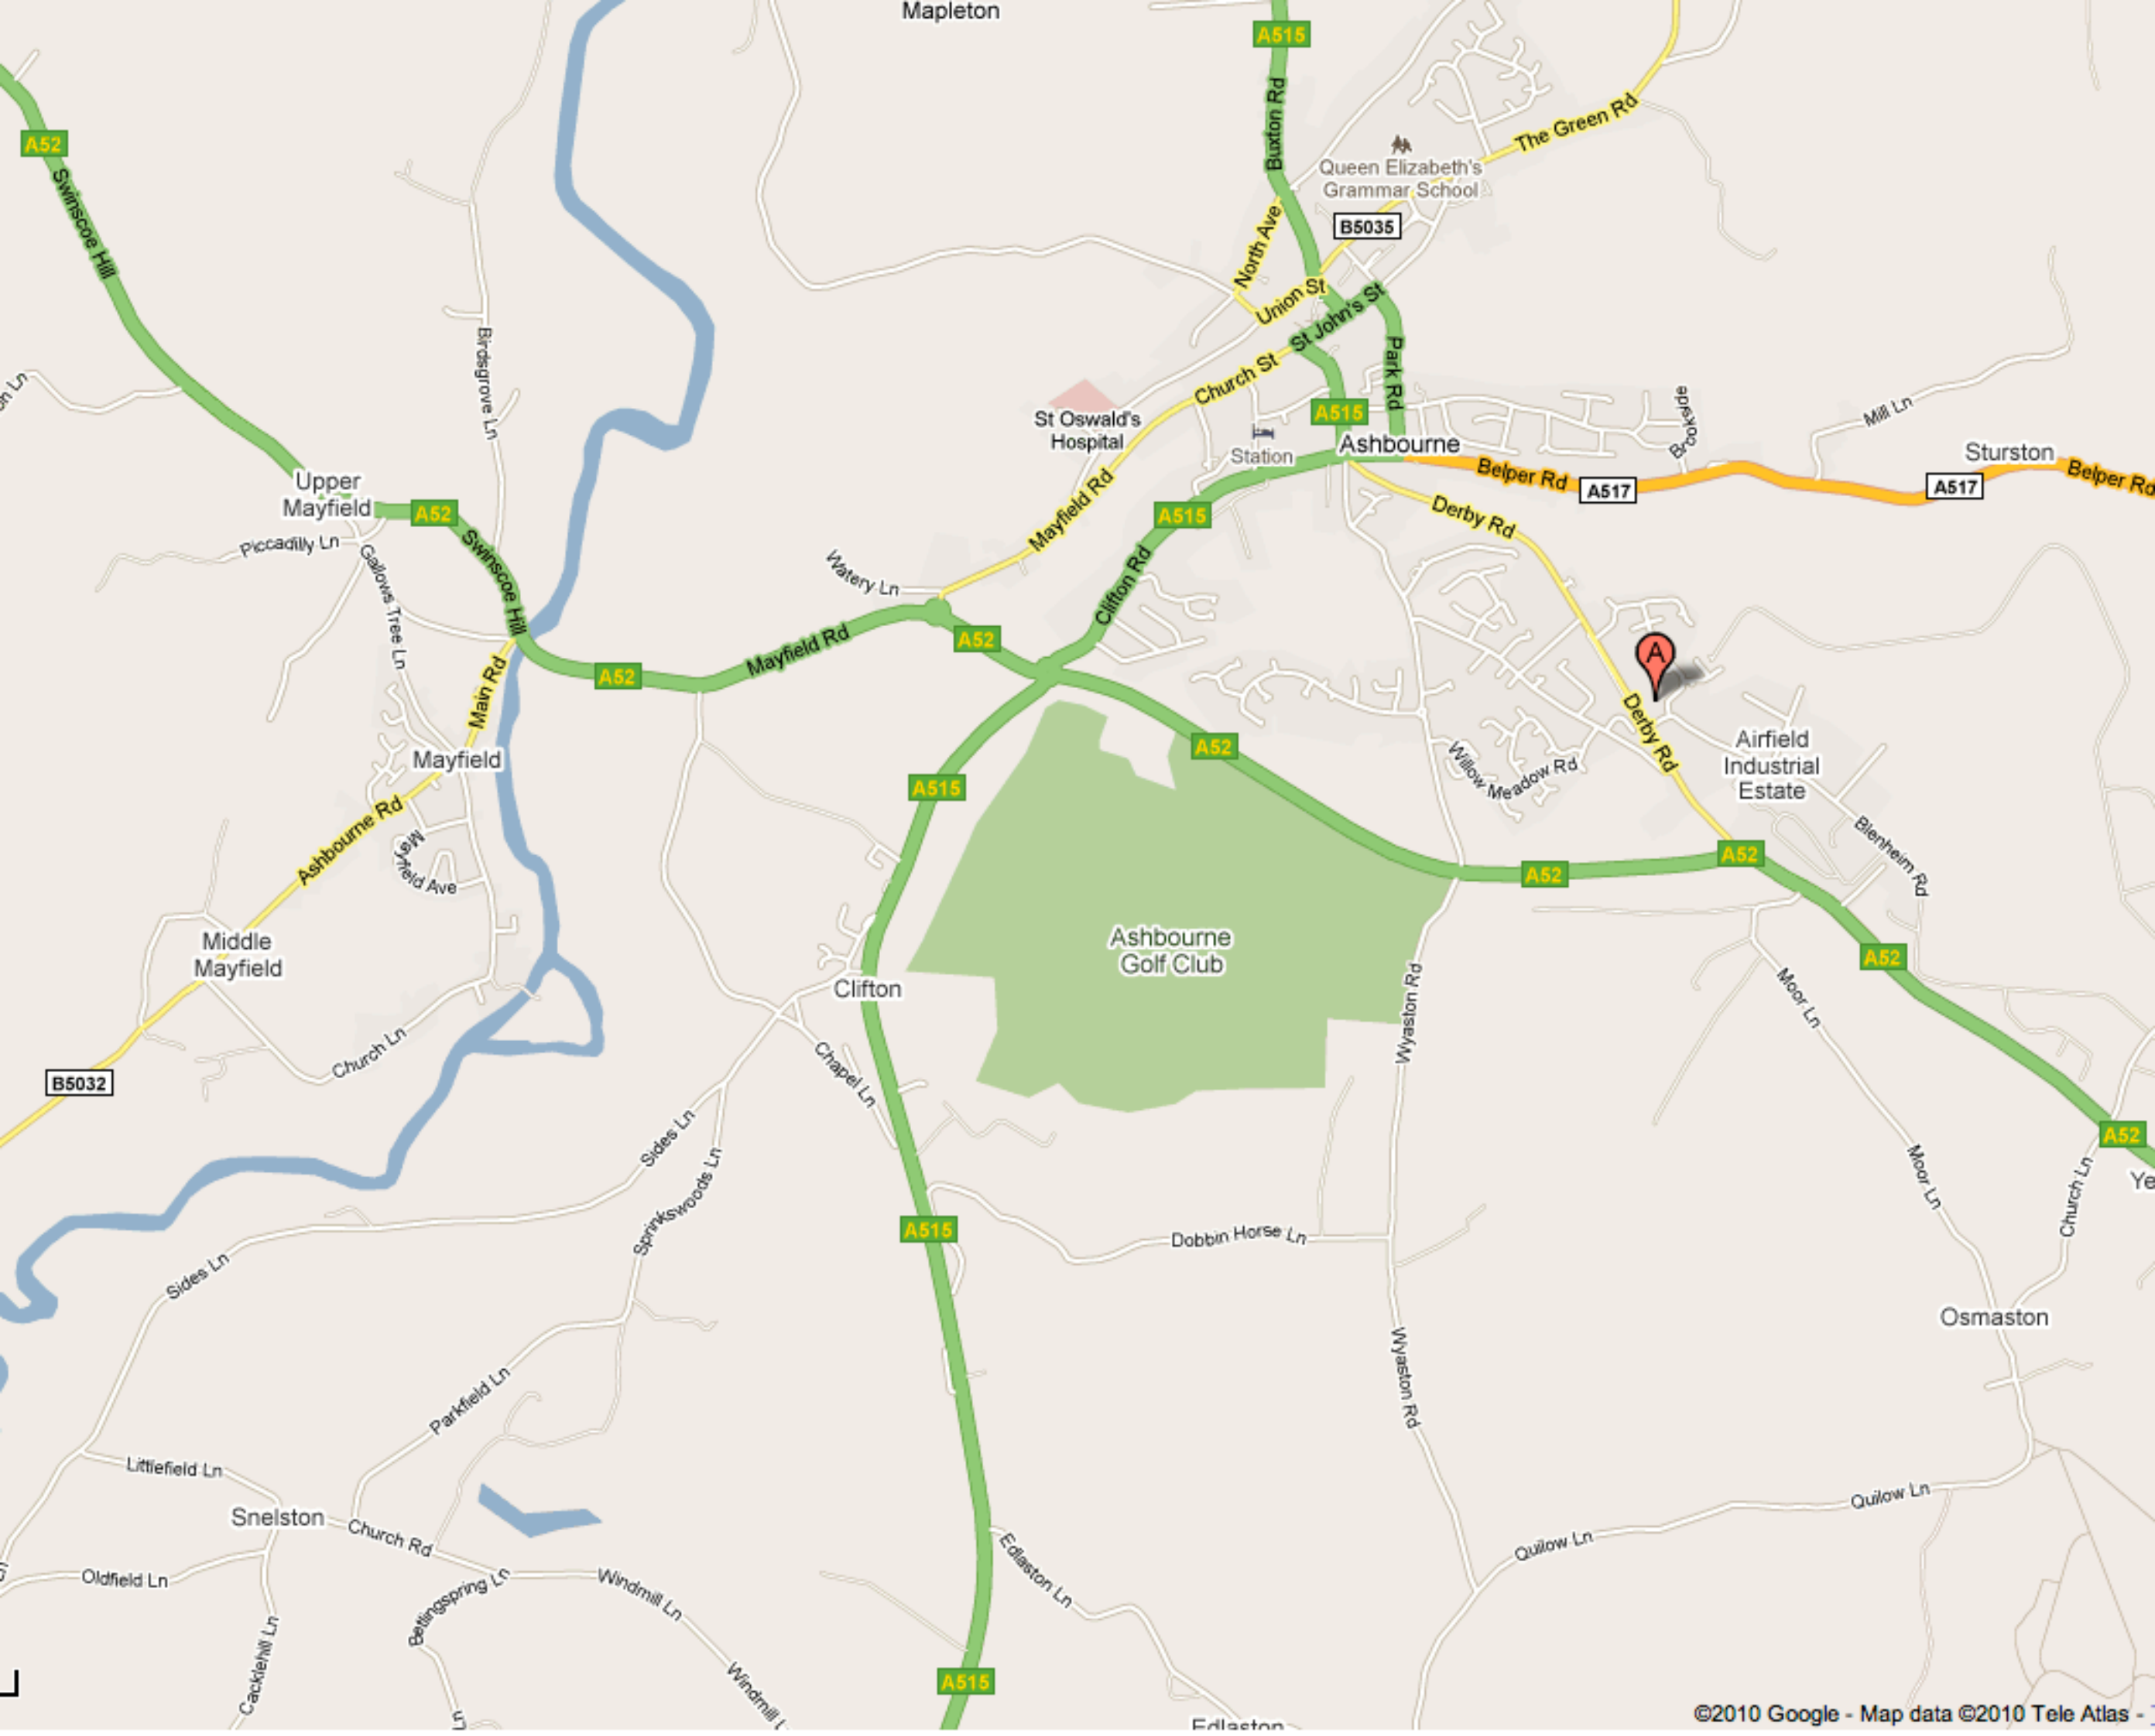 Mapleton
A515
Buxton Rd
The Green Rd
A52
Swinscoe Hill
Queen Elizabeth's
Grammar School
B5035
North Ave
Union St
St John's St
Park Rd
Church St
Birdsgrove Ln
on Ln
St Oswald's
Hospital
A515
Ashbourne
Station
Brookside
Mill Ln
Sturston
Belper Rd
A517
A517
Belper Rd
Upper
Mayfield
A52
A515
Mayfield Rd
Derby Rd
Piccadilly Ln
Gallows Tree Ln
Swinscoe Hill
Watery Ln
Clifton Rd
A52
Mayfield Rd
A52
A
Main Rd
Derby Rd
Mayfield
A515
A52
Willow Meadow Rd
Airfield
Industrial
Estate
Ashbourne Rd
Mayfield Ave
Blenheim Rd
A52
A52
Middle
Mayfield
Ashbourne
Golf Club
A52
Clifton
Wyaston Rd
Moor Ln
Church Ln
Chapel Ln
B5032
A52
Ye
Sides Ln
Sprinkswoods Ln
Moor Ln
Church Ln
A515
Dobbin Horse Ln
Sides Ln
Osmaston
Parkfield Ln
Wyaston Rd
Littlefield Ln
Snelston
Church Rd
Quilow Ln
Quilow Ln
Oldfield Ln
Bettlingspring Ln
Windmill Ln
Edlaston Ln
Cacklehill Ln
Windmill L
A515
Ln
Edlaston
©2010 Google - Map data ©2010 Tele Atlas -